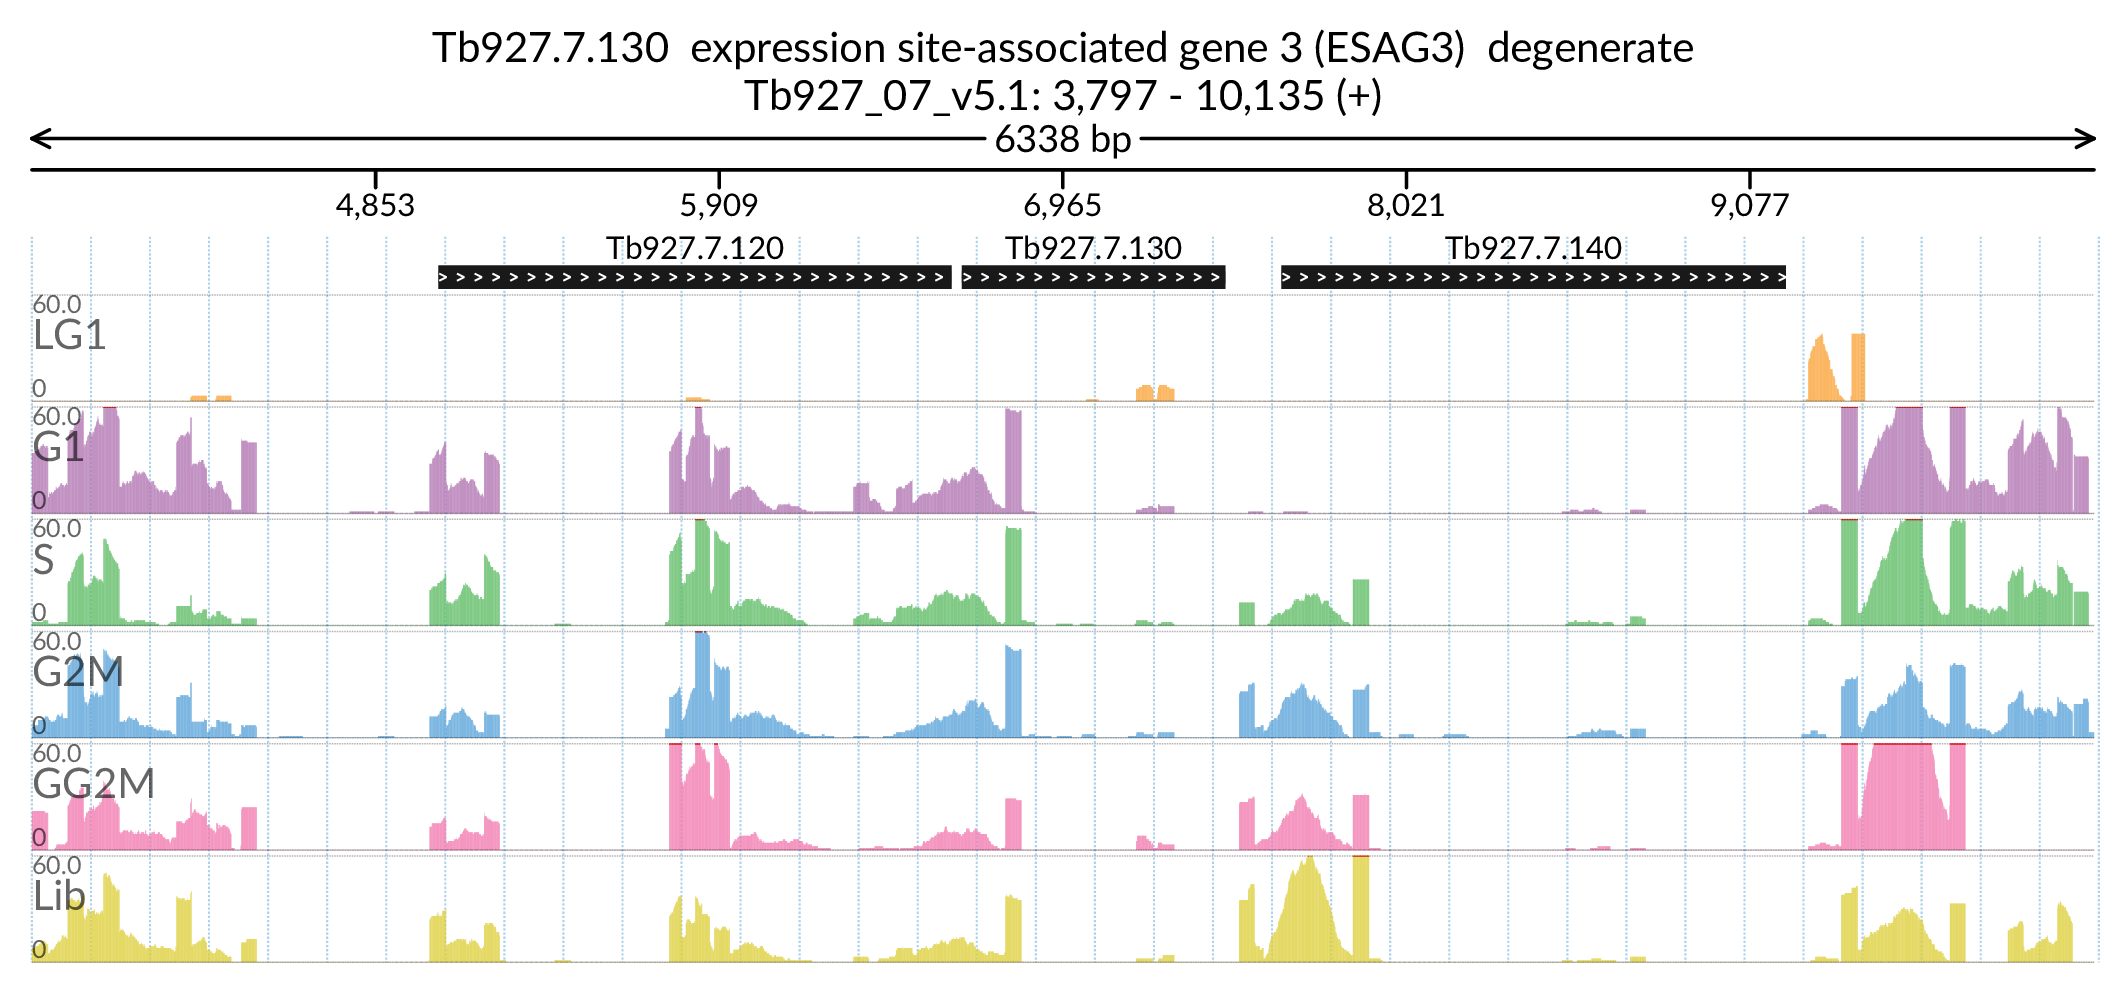 Tb927.7.130  expression site-associated gene 3 (ESAG3)  degenerate
Tb927_07_v5.1: 3,797 - 10,135 (+)
6338 bp
4,853 5,909 6,965 8,021 9,077
Tb927.7.120 Tb927.7.130 Tb927.7.140
60.0
LG1
0
60.0
G1
0
60.0
S
0
60.0
G2M
0
60.0
GG2M
0
60.0
Lib
0